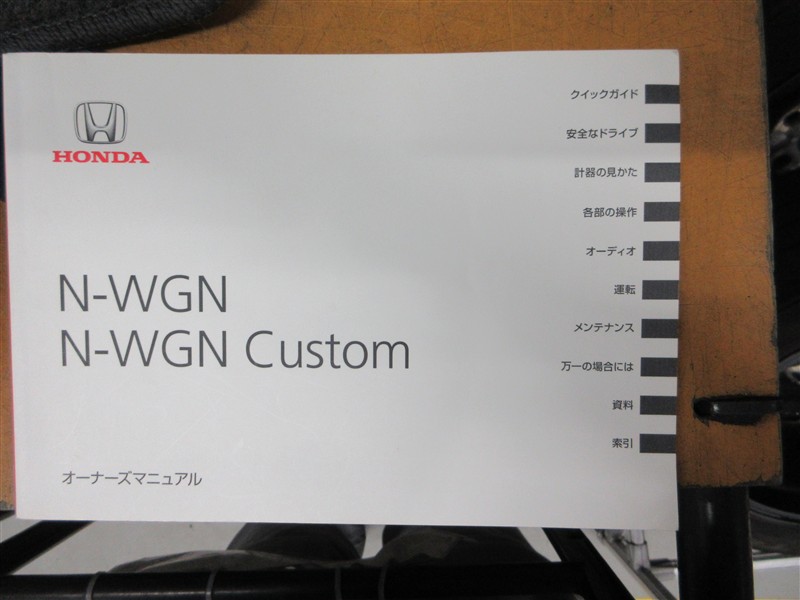 HONDA
N-WGN
N-WGN Custom
オーナーズマニュアル
クイックガイド
安全なドライブ
計器の見かた
各部の操作
オーディオ
運転
メンテナンス
万一の場合には
資料
索引